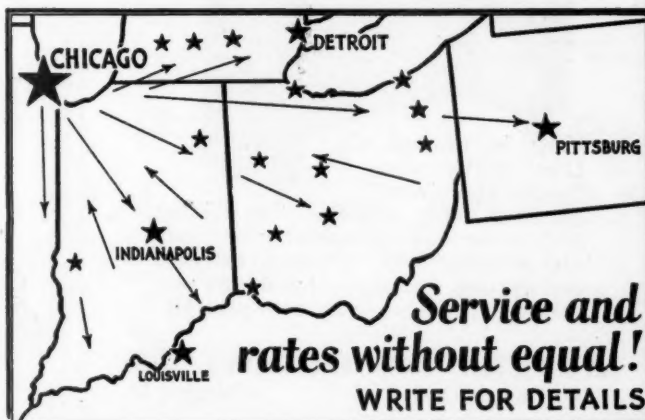 CHICAGO
DETROIT
PITTSBURG
INDIANAPOLIS
LOUISVILLE
Service and
rates without equal!
WRITE FOR DETAILS